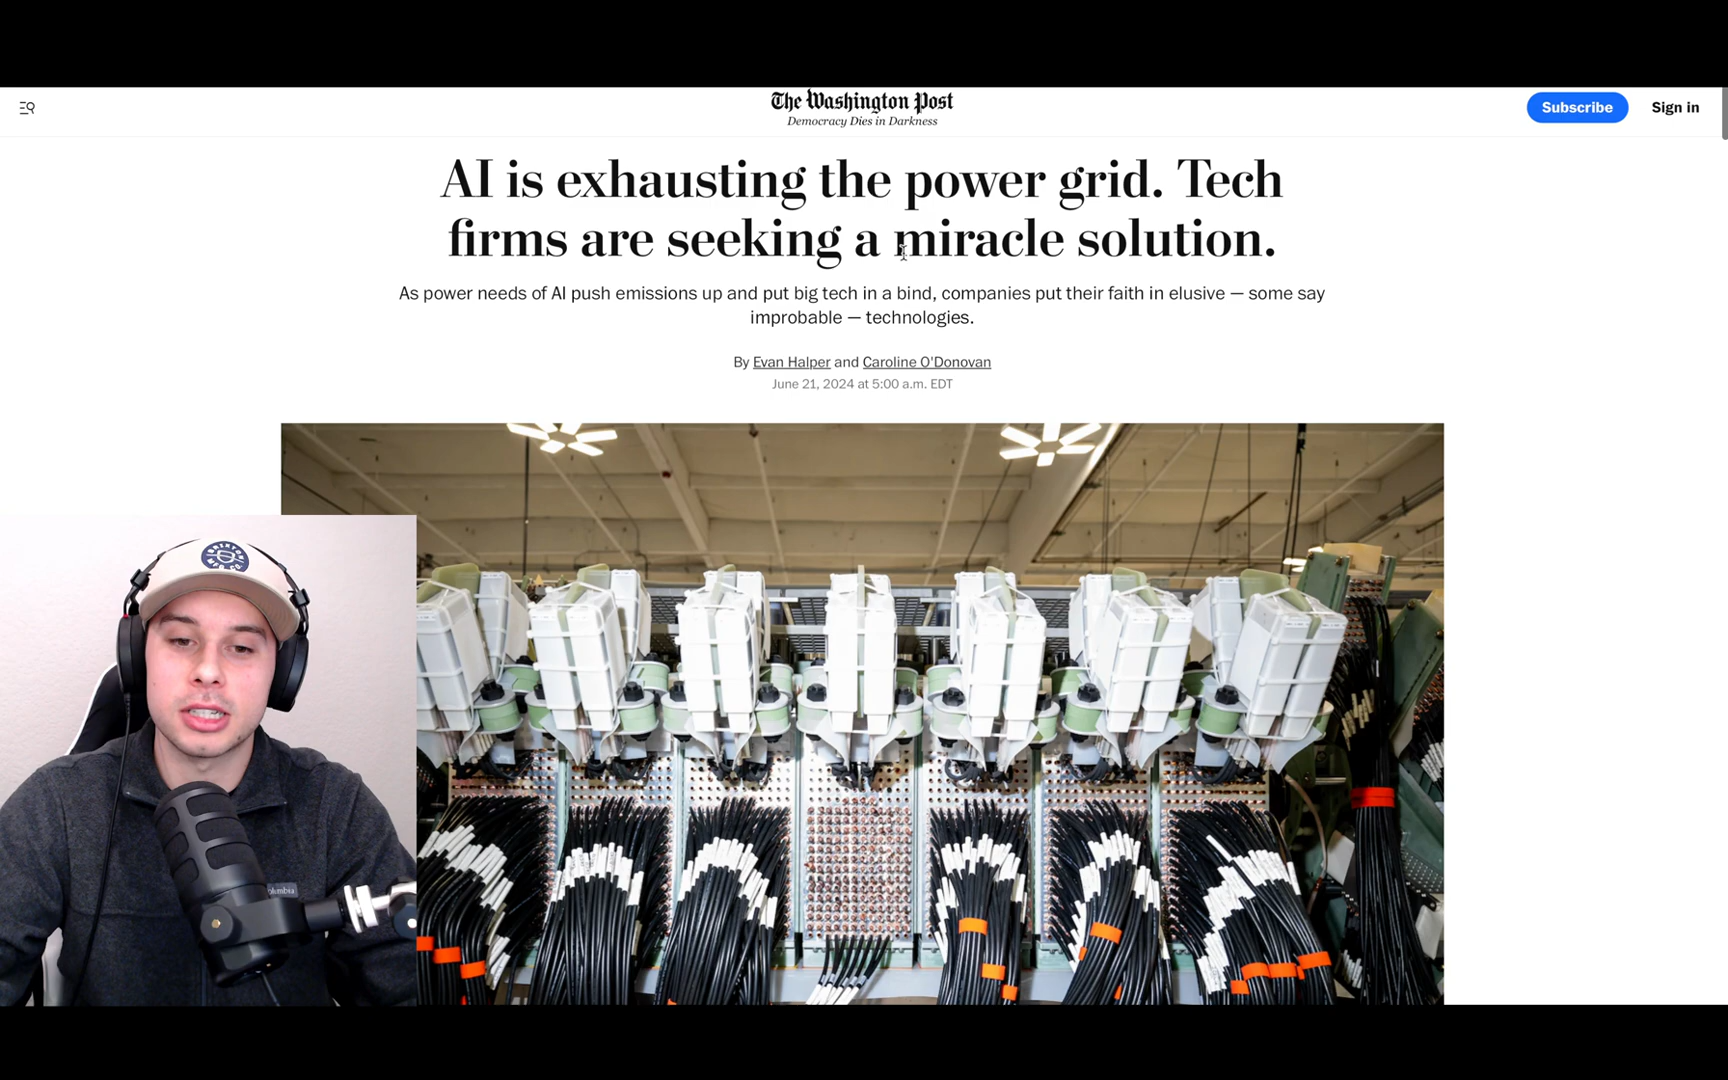 The Washington Post
Democracy Dies in Darkness
Subscribe
Sign in
AI is exhausting the power grid. Tech
firms are seeking a miracle solution.
As power needs of AI push emissions up and put big tech in a bind, companies put their faith in elusive — some say
improbable — technologies.
By Evan Halper and Caroline O'Donovan
June 21, 2024 at 5:00 a.m. EDT
BRIXTON
MFG CO.